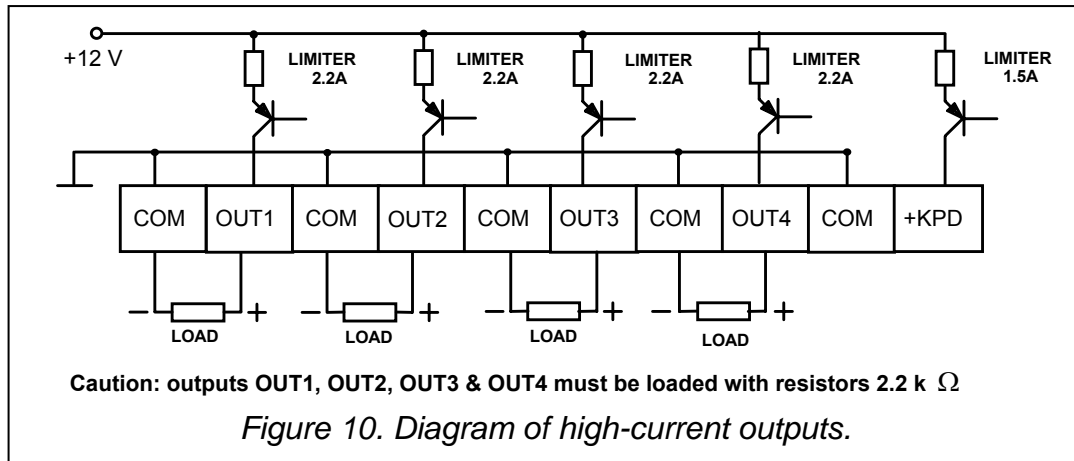 +12 V
LIMITER
2.2A
LIMITER
2.2A
LIMITER
2.2A
LIMITER
2.2A
LIMITER
1.5A
COM OUT1 COM OUT2 COM OUT3 COM OUT4 COM +KPD
− + − + − + − +
LOAD LOAD LOAD LOAD
Caution: outputs OUT1, OUT2, OUT3 & OUT4 must be loaded with resistors 2.2 k Ω
Figure 10. Diagram of high-current outputs.